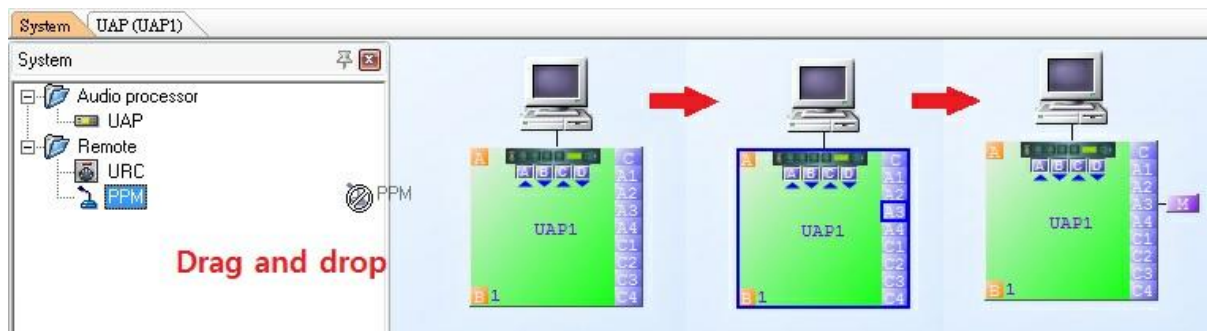 System UAP (UAP1)
System
Audio processor
UAP
Remote
URC
PPM
PPM
Drag and drop
A C
A B C D A1
A2
A3
UAP1 A4
C1
C2
C3
B 1 C4
A C
A B C D A1
A2
A3
UAP1 A4
C1
C2
C3
B 1 C4
A C
A B C D A1
A2
A3 M
UAP1 A4
C1
C2
C3
B 1 C4